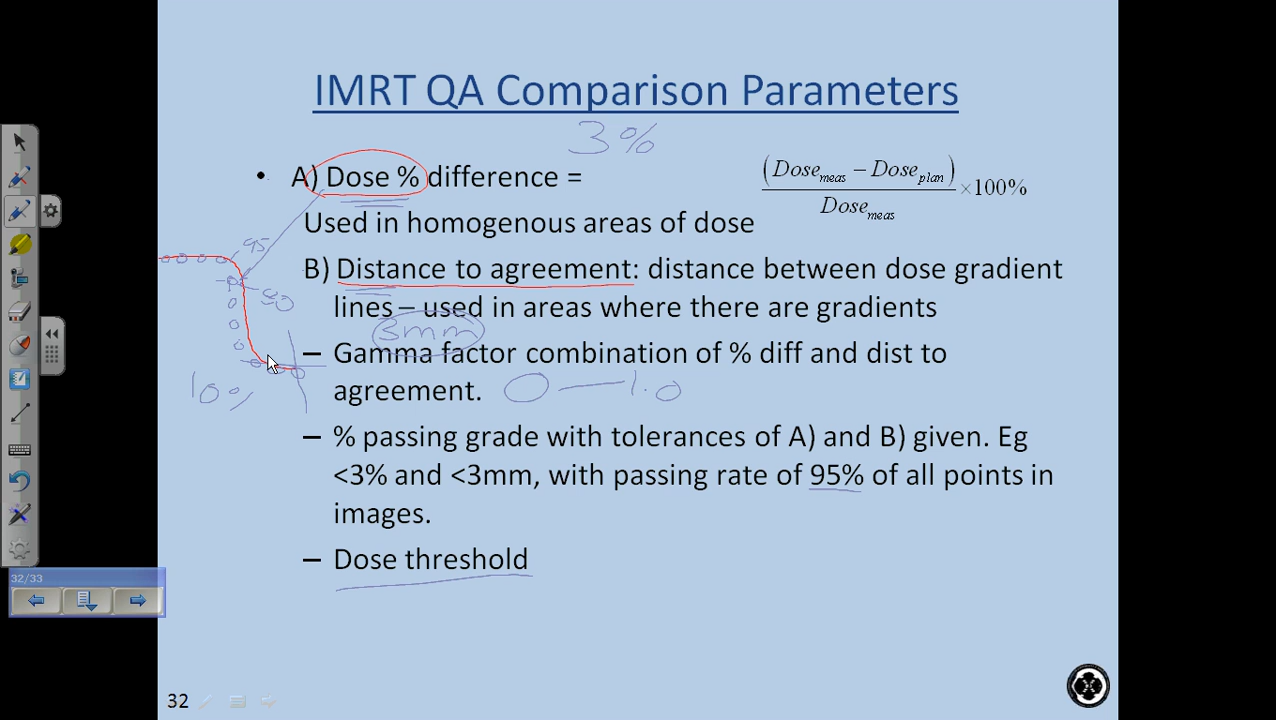 IMRT QA Comparison Parameters
3%
• A) Dose % difference =
(Dose_meas − Dose_plan)
Dose_meas
×100%
Used in homogenous areas of dose
95
B) Distance to agreement: distance between dose gradient
90
lines – used in areas where there are gradients
3mm
– Gamma factor combination of % diff and dist to
agreement.
0 — 1.0
10%
– % passing grade with tolerances of A) and B) given. Eg
<3% and <3mm, with passing rate of 95% of all points in
images.
– Dose threshold
32/33
32